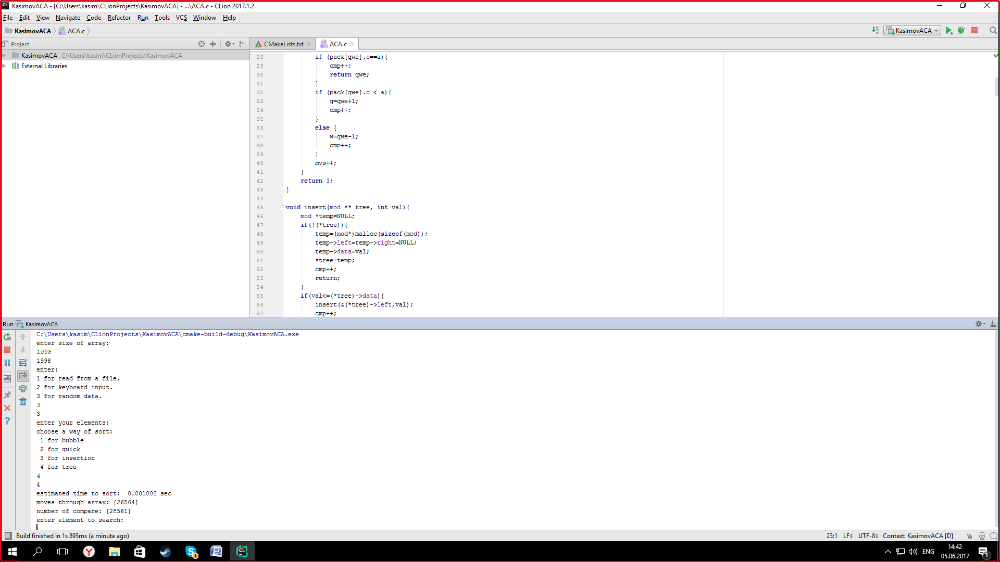 KasimovACA - [C:\Users\kasim\CLionProjects\KasimovACA] - ...\ACA.c - CLion 2017.1.2
File Edit View Navigate Code Refactor Run Tools VCS Window Help
KasimovACA ACA.c
KasimovACA
Project
CMakeLists.txt ACA.c
KasimovACA C:\Users\kasim\CLionProjects\KasimovACA
External Libraries
28 if (pack[qwe].c==a){
29 cmp++;
30 return qwe;
31 }
32 if (pack[qwe].c < a){
33 q=qwe+1;
34 cmp++;
35 }
36 else {
37 w=qwe-1;
38 cmp++;
39 }
40 mvs++;
41 }
42 return 3;
43 }
44
45 void insert(mod ** tree, int val){
46 mod *temp=NULL;
47 if(!(*tree)){
48 temp=(mod*)malloc(sizeof(mod));
49 temp->left=temp->right=NULL;
50 temp->data=val;
51 *tree=temp;
52 cmp++;
53 return;
54 }
55 if(val<=(*tree)->data){
56 insert(&(*tree)->left,val);
57 cmp++;
Run KasimovACA
C:\Users\kasim\CLionProjects\KasimovACA\cmake-build-debug\KasimovACA.exe
enter size of array:
1998
1998
enter:
1 for read from a file.
2 for keyboard input.
3 for random data.
3
3
enter your elements:
choose a way of sort:
1 for bubble
2 for quick
3 for insertion
4 for tree
4
4
estimated time to sort: 0.001000 sec
moves through array: [26564]
number of compare: [28561]
enter element to search:
Build finished in 1s 895ms (a minute ago)
23:1 LF UTF-8 Context: KasimovACA [D]
ENG
14:42
05.06.2017
1